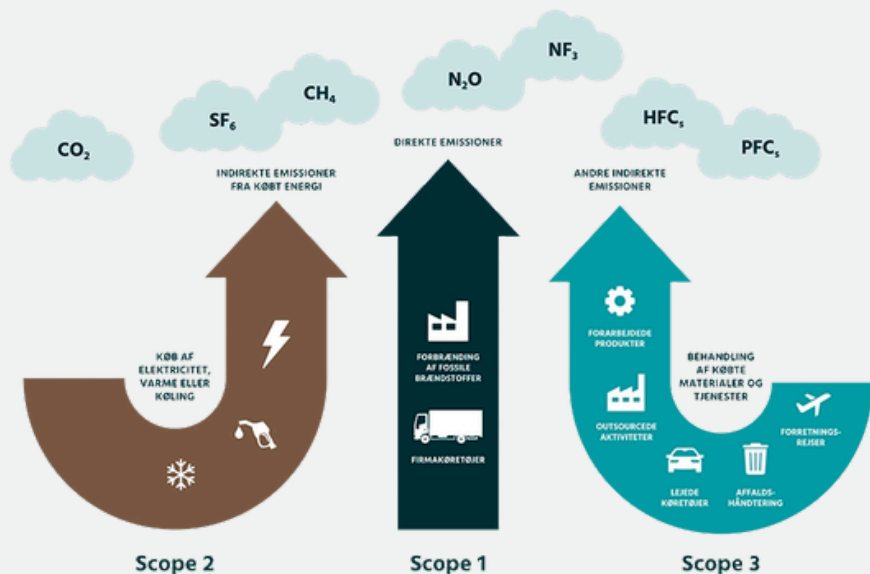 CO₂
SF₆
CH₄
N₂O
NF₃
HFCₛ
PFCₛ
INDIREKTE EMISSIONER
FRA KØBT ENERGI
DIREKTE EMISSIONER
ANDRE INDIREKTE
EMISSIONER
KØB AF
ELEKTRICITET,
VARME ELLER
KØLING
FORBRÆNDING
AF FOSSILE
BRÆNDSTOFFER
FIRMAKØRETØJER
FORARBEJDEDE
PRODUKTER
OUTSOURCEDE
AKTIVITETER
LEJEDE
KØRETØJER
AFFALDS-
HÅNDTERING
FORRETNINGS-
REJSER
BEHANDLING
AF KØBTE
MATERIALER OG
TJENESTER
Scope 2
Scope 1
Scope 3